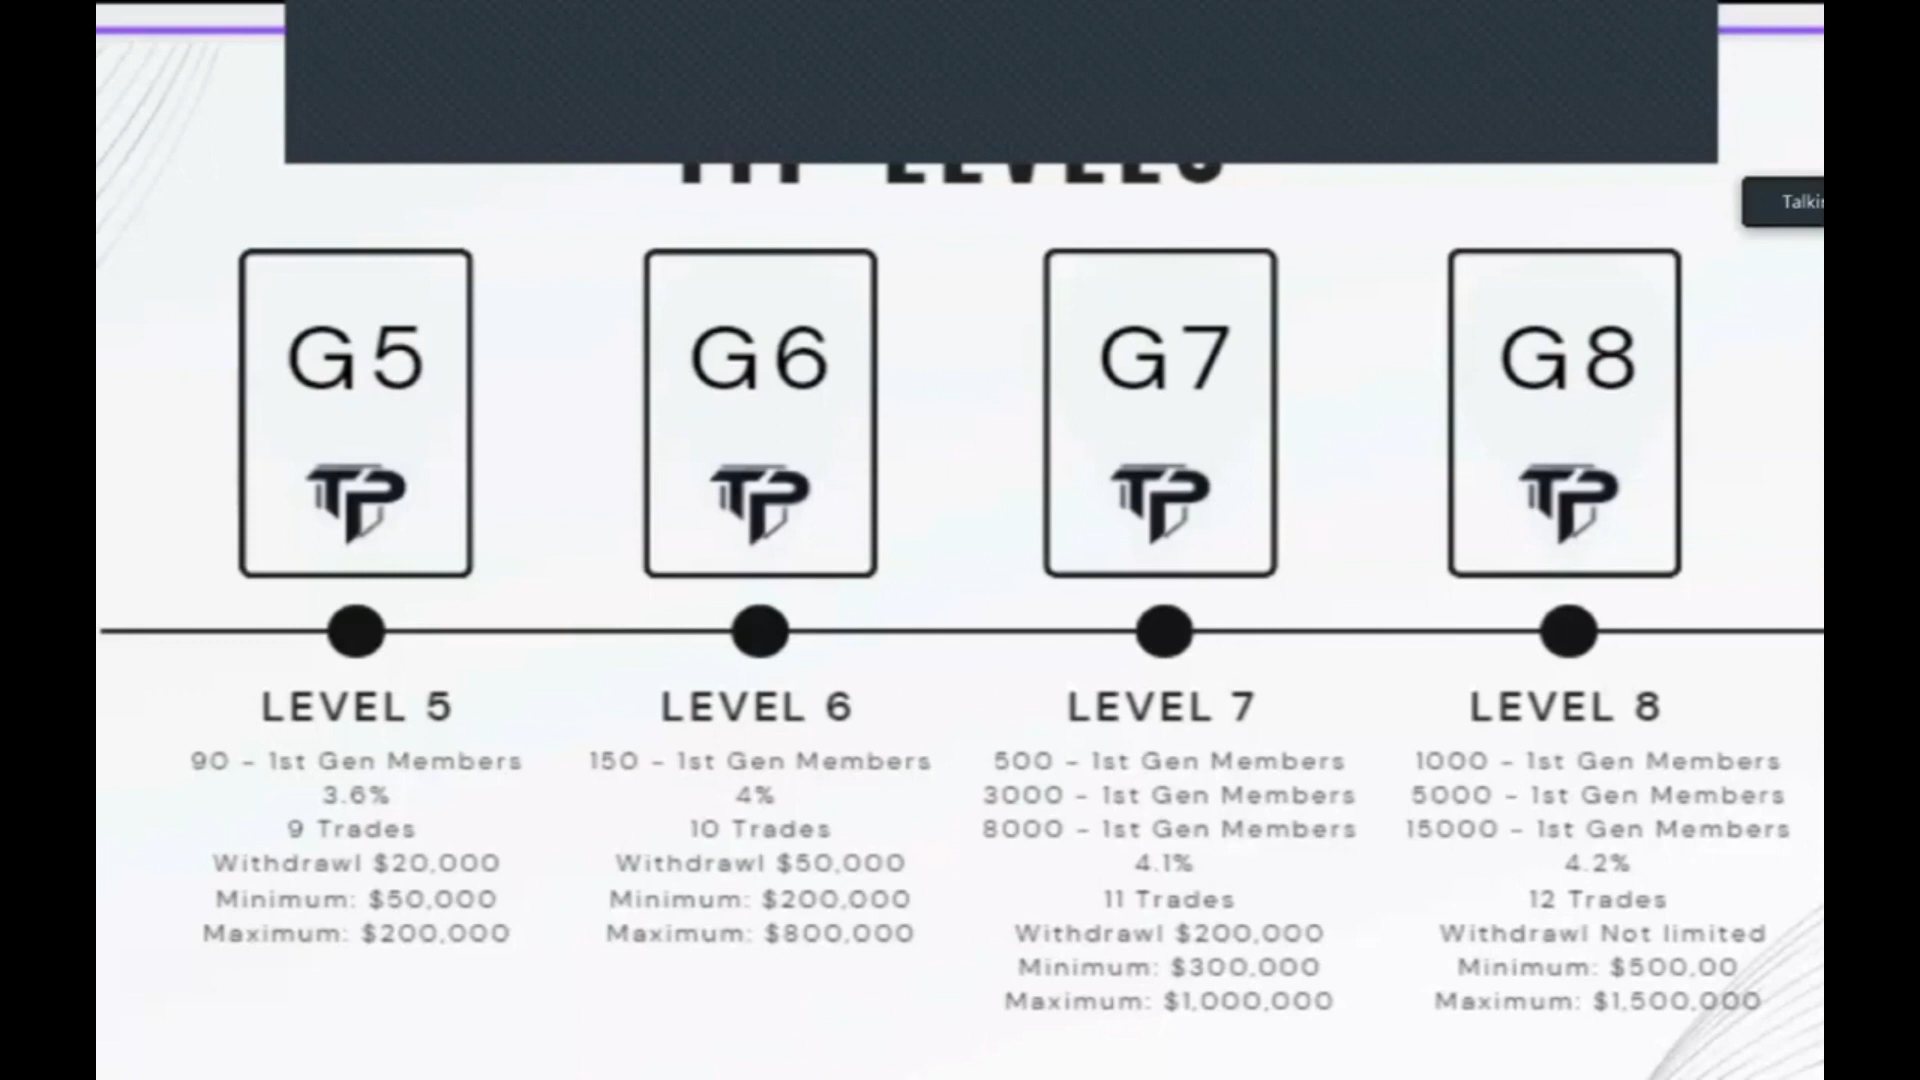 LEVELS
Talki
G5
TP
G6
TP
G7
TP
G8
TP
LEVEL 5
90 - 1st Gen Members
3.6%
9 Trades
Withdrawl $20,000
Minimum: $50,000
Maximum: $200,000
LEVEL 6
150 - 1st Gen Members
4%
10 Trades
Withdrawl $50,000
Minimum: $200,000
Maximum: $800,000
LEVEL 7
500 - 1st Gen Members
3000 - 1st Gen Members
8000 - 1st Gen Members
4.1%
11 Trades
Withdrawl $200,000
Minimum: $300,000
Maximum: $1,000,000
LEVEL 8
1000 - 1st Gen Members
5000 - 1st Gen Members
15000 - 1st Gen Members
4.2%
12 Trades
Withdrawl Not limited
Minimum: $500,00
Maximum: $1,500,000